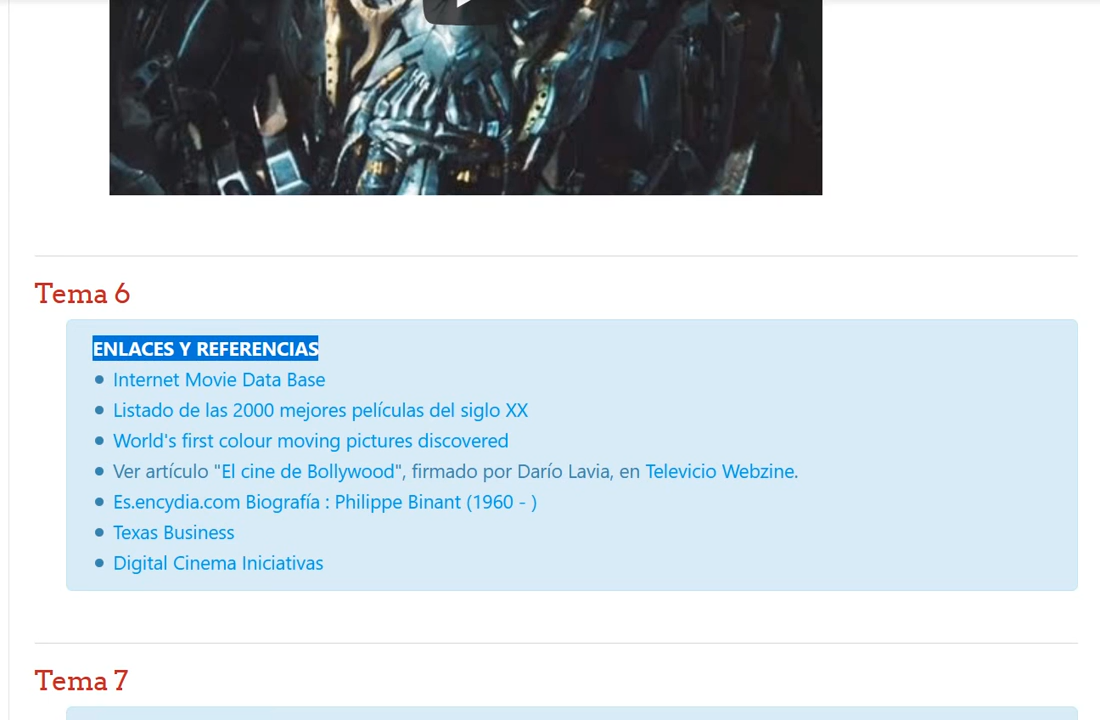 Tema 6
ENLACES Y REFERENCIAS
Internet Movie Data Base
Listado de las 2000 mejores películas del siglo XX
World's first colour moving pictures discovered
Ver artículo "El cine de Bollywood", firmado por Darío Lavia, en Televicio Webzine.
Es.encydia.com Biografía : Philippe Binant (1960 - )
Texas Business
Digital Cinema Iniciativas
Tema 7